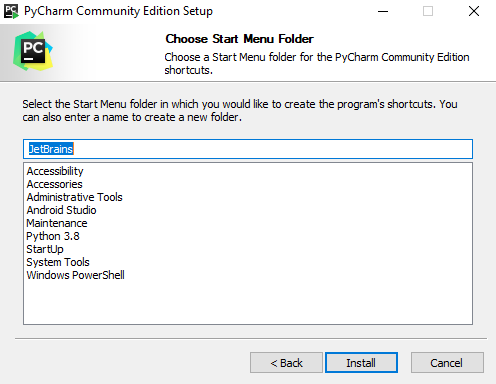 PyCharm Community Edition Setup
PC
Choose Start Menu Folder
Choose a Start Menu folder for the PyCharm Community Edition
shortcuts.
PC
Select the Start Menu folder in which you would like to create the program's shortcuts. You
can also enter a name to create a new folder.
JetBrains
Accessibility
Accessories
Administrative Tools
Android Studio
Maintenance
Python 3.8
StartUp
System Tools
Windows PowerShell
< Back Install Cancel